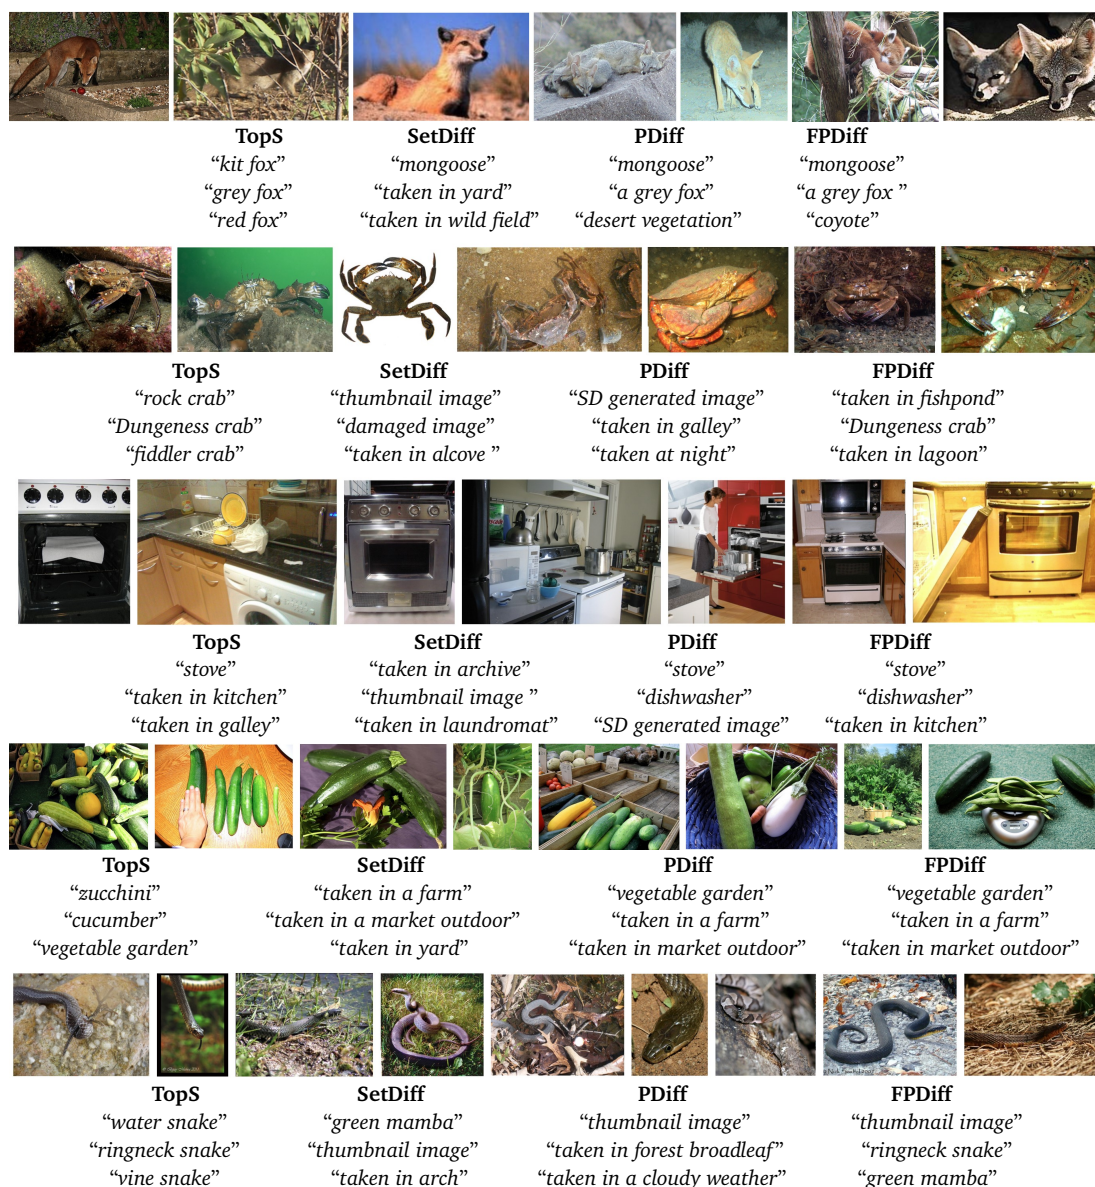 TopS SetDiff PDiff FPDiff
“kit fox” “mongoose” “mongoose” “mongoose”
“grey fox” “taken in yard” “a grey fox” “a grey fox ”
“red fox” “taken in wild field” “desert vegetation” “coyote”
TopS SetDiff PDiff FPDiff
“rock crab” “thumbnail image” “SD generated image” “taken in fishpond”
“Dungeness crab” “damaged image” “taken in galley” “Dungeness crab”
“fiddler crab” “taken in alcove ” “taken at night” “taken in lagoon”
TopS SetDiff PDiff FPDiff
“stove” “taken in archive” “stove” “stove”
“taken in kitchen” “thumbnail image ” “dishwasher” “dishwasher”
“taken in galley” “taken in laundromat” “SD generated image” “taken in kitchen”
TopS SetDiff PDiff FPDiff
“zucchini” “taken in a farm” “vegetable garden” “vegetable garden”
“cucumber” “taken in a market outdoor” “taken in a farm” “taken in a farm”
“vegetable garden” “taken in yard” “taken in market outdoor” “taken in market outdoor”
TopS SetDiff PDiff FPDiff
“water snake” “green mamba” “thumbnail image” “thumbnail image”
“ringneck snake” “thumbnail image” “taken in forest broadleaf” “ringneck snake”
“vine snake” “taken in arch” “taken in a cloudy weather” “green mamba”